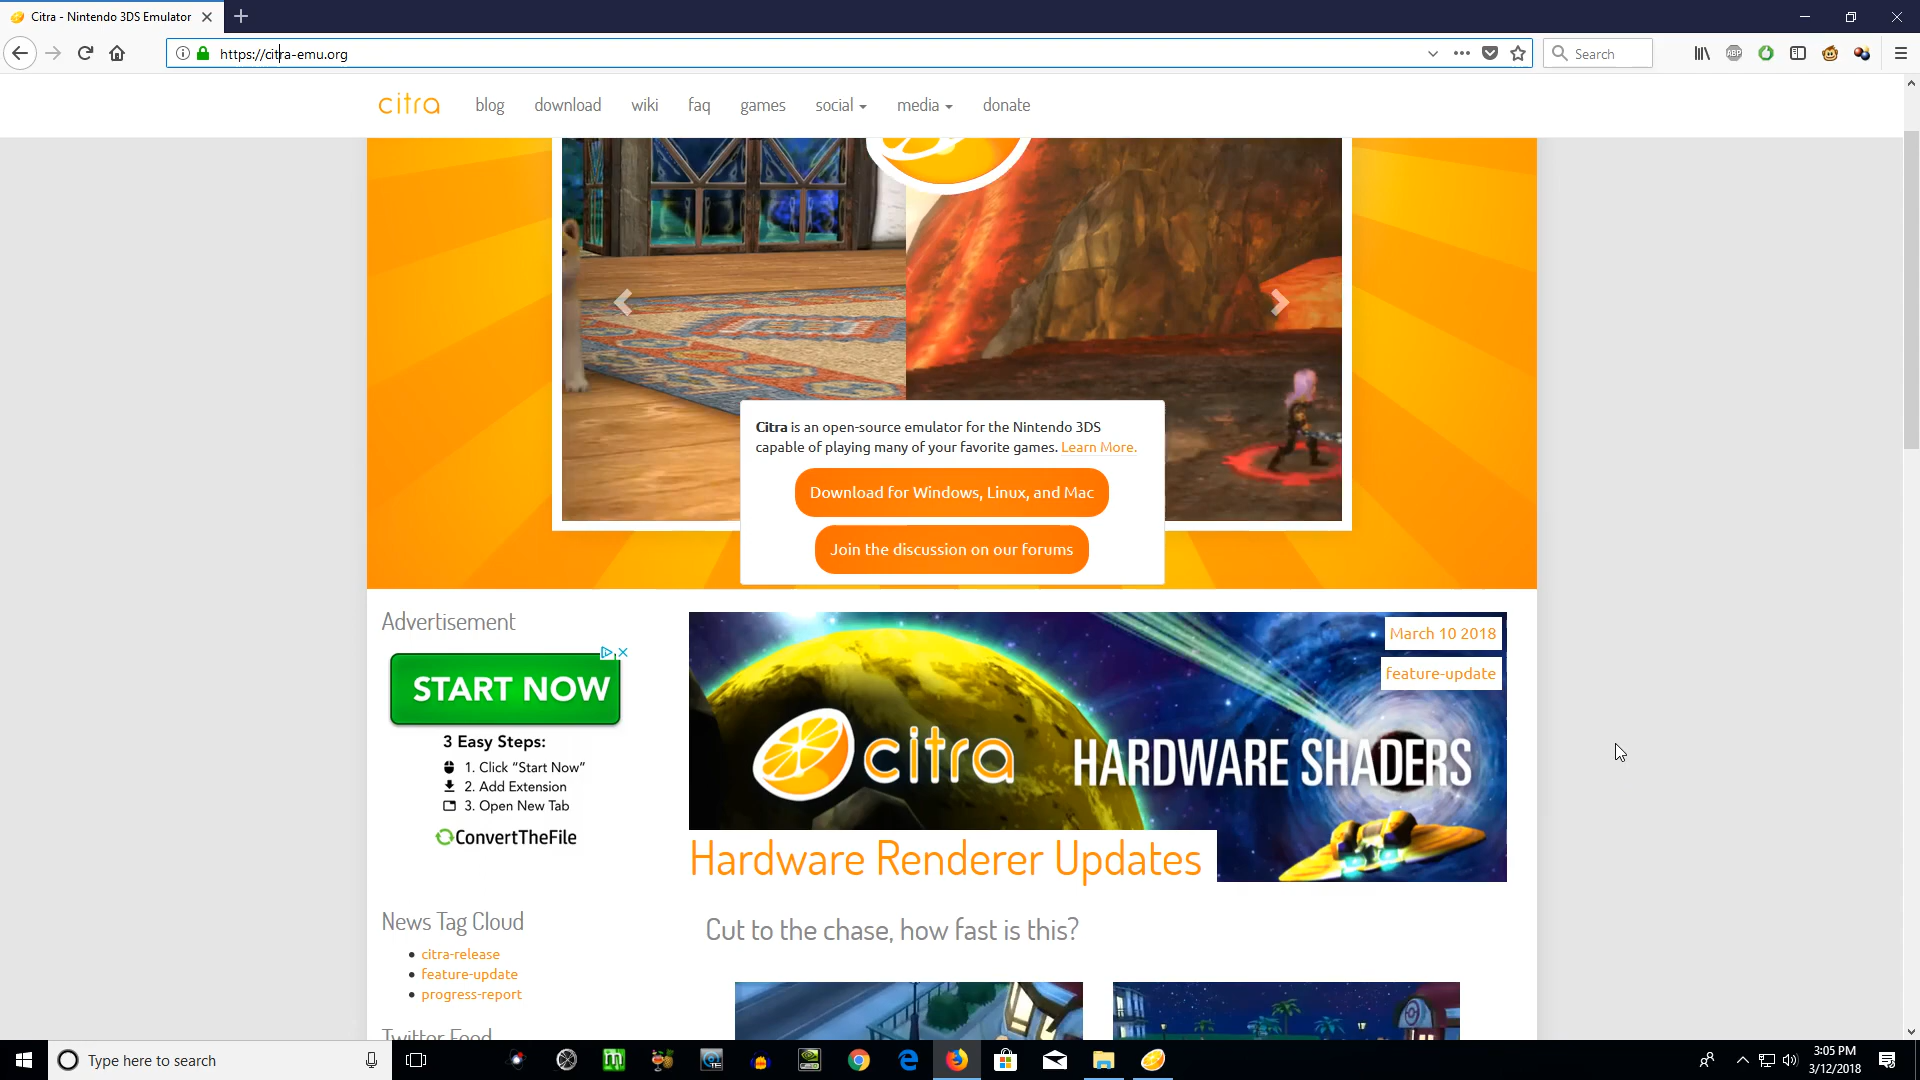 Citra - Nintendo 3DS Emulator
https://citra-emu.org
Search
ABP
citra
blog
download
wiki
faq
games
social
media
donate
Citra is an open-source emulator for the Nintendo 3DS
capable of playing many of your favorite games. Learn More.
Download for Windows, Linux, and Mac
Join the discussion on our forums
Advertisement
START NOW
3 Easy Steps:
1. Click “Start Now”
2. Add Extension
3. Open New Tab
ConvertTheFile
March 10 2018
feature-update
citra
HARDWARE SHADERS
Hardware Renderer Updates
News Tag Cloud
citra-release
feature-update
progress-report
Twitter Feed
Cut to the chase, how fast is this?
Type here to search
3:05 PM
3/12/2018